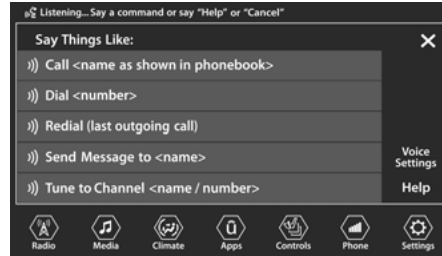 Listening... Say a command or say "Help" or "Cancel"
Say Things Like:
Call <name as shown in phonebook>
Dial <number>
Redial (last outgoing call)
Send Message to <name>
Tune to Channel <name / number>
Voice
Settings
Help
Radio
Media
Climate
Apps
Controls
Phone
Settings